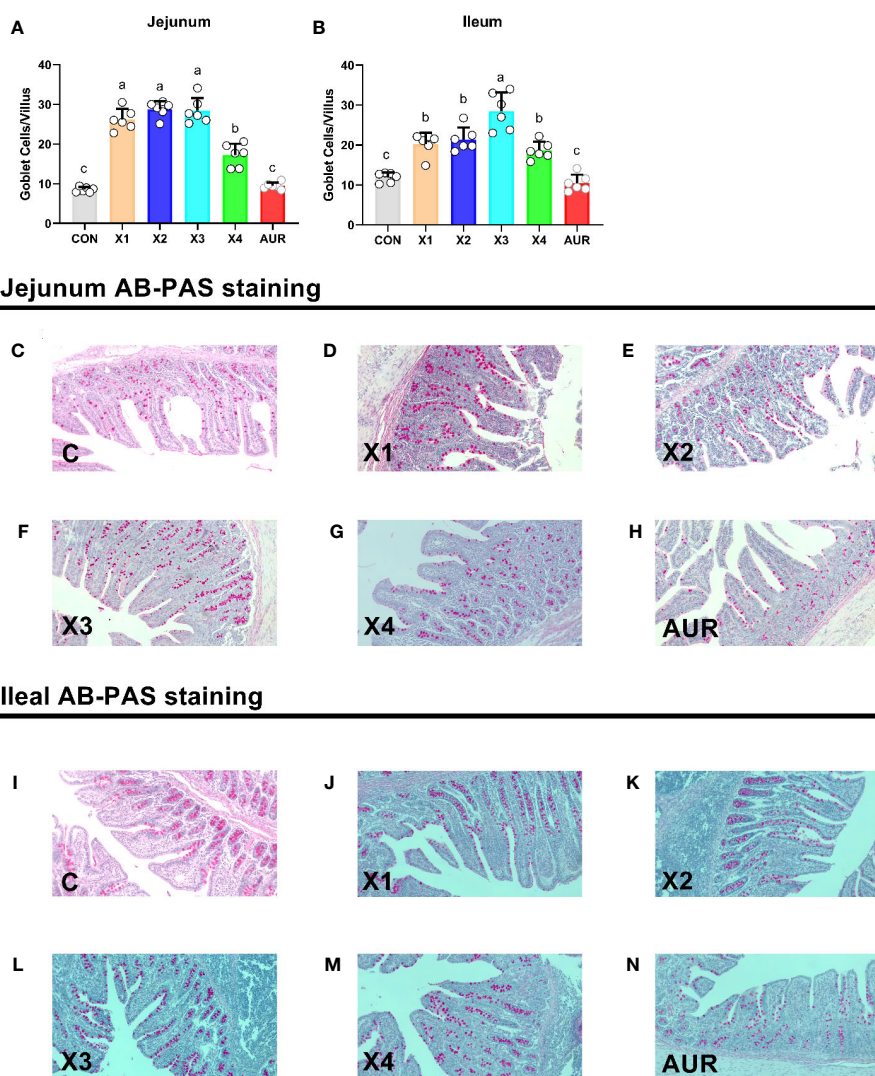 A
Jejunum
Goblet Cells/Villus
40
30
20
10
0
c
a
a
a
b
c
CON X1 X2 X3 X4 AUR
B
Ileum
Goblet Cells/Villus
40
30
20
10
0
c
b
b
a
b
c
CON X1 X2 X3 X4 AUR
Jejunum AB-PAS staining
C
C
D
X1
E
X2
F
X3
G
X4
H
AUR
Ileal AB-PAS staining
I
C
J
X1
K
X2
L
X3
M
X4
N
AUR